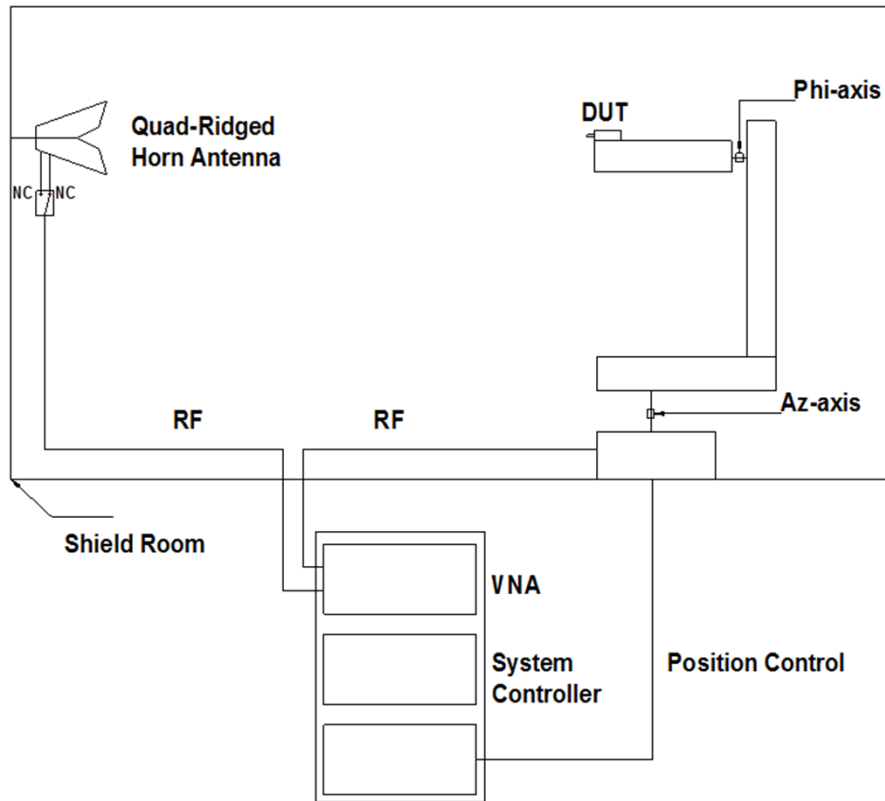 Phi-axis
DUT
Quad-Ridged
Horn Antenna
NC NC
Az-axis
RF RF
Shield Room
VNA
System
Controller
Position Control